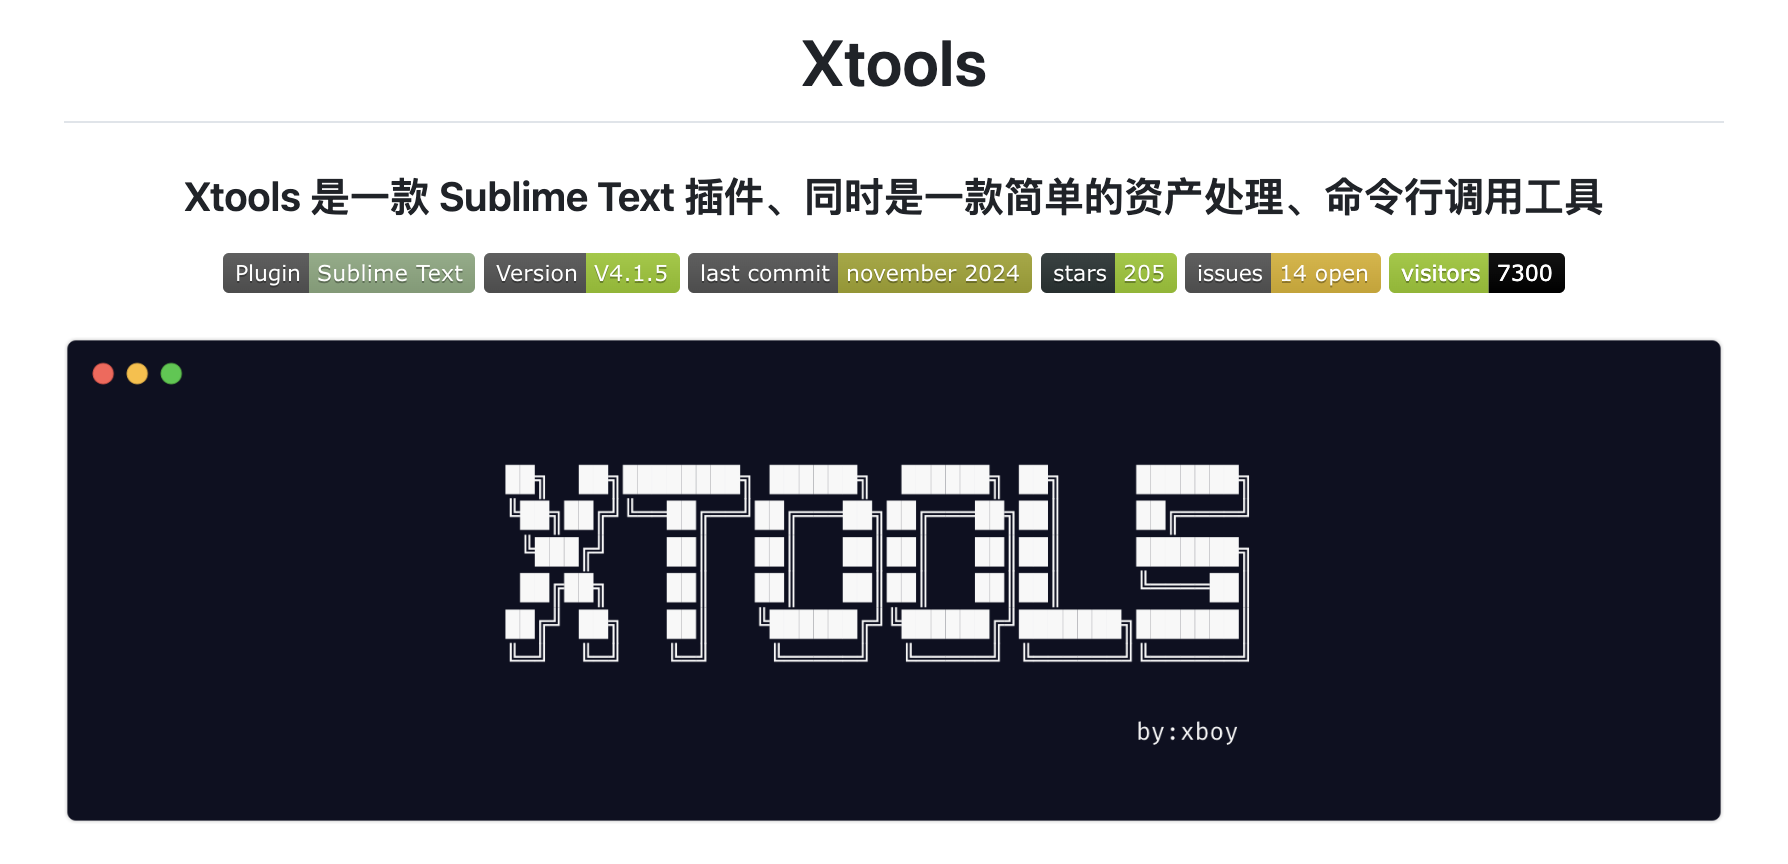 Xtools
Xtools 是一款 Sublime Text 插件、同时是一款简单的资产处理、命令行调用工具
Plugin Sublime Text Version V4.1.5 last commit november 2024 stars 205 issues 14 open visitors 7300
XTOOLS
by:xboy